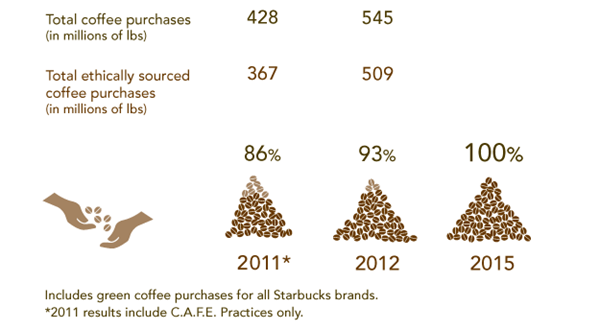 Total coffee purchases 428 545
(in millions of lbs)
Total ethically sourced 367 509
coffee purchases
(in millions of lbs)
86% 93% 100%
2011* 2012 2015
Includes green coffee purchases for all Starbucks brands.
*2011 results include C.A.F.E. Practices only.